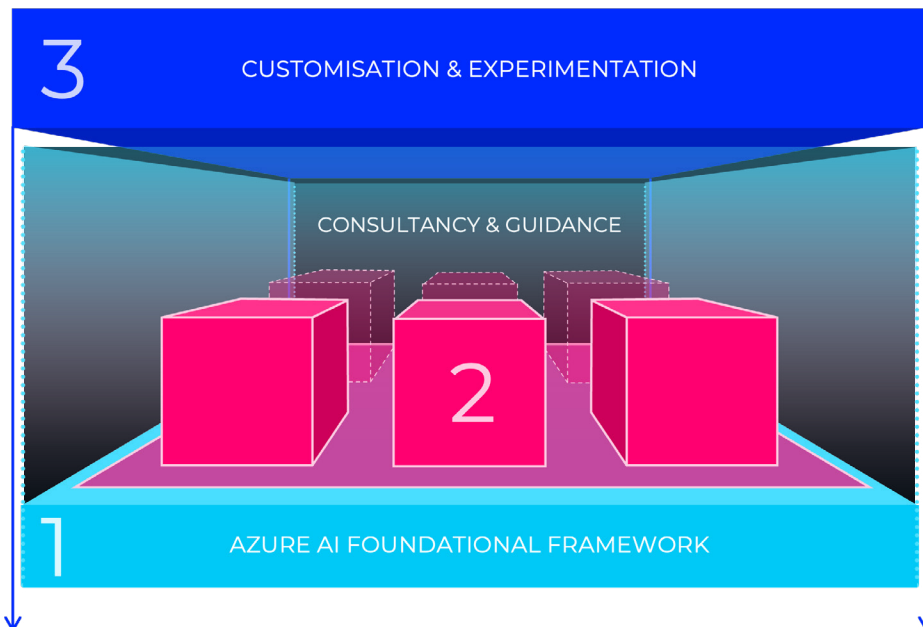 3
CUSTOMISATION & EXPERIMENTATION
CONSULTANCY & GUIDANCE
2
1
AZURE AI FOUNDATIONAL FRAMEWORK